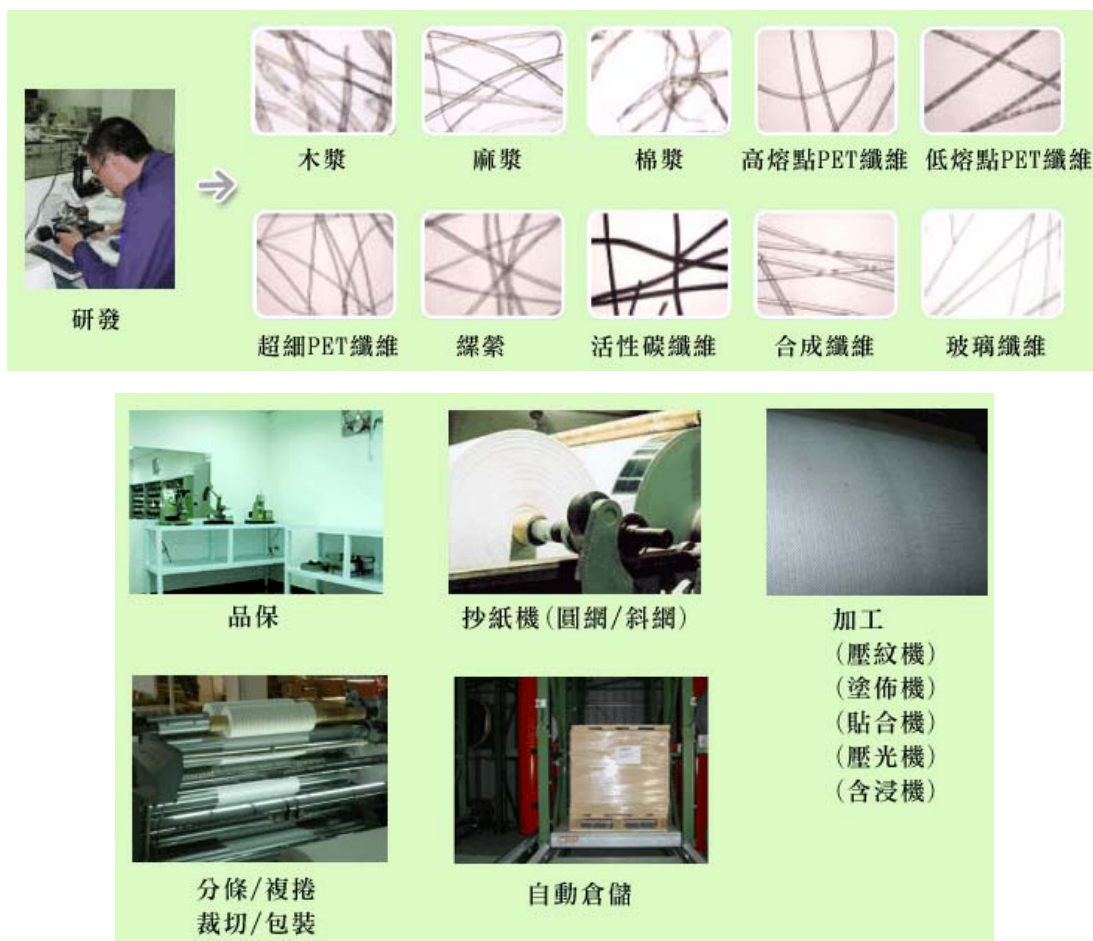 木漿
麻漿
棉漿
高熔點PET纖維
低熔點PET纖維
研發
超細PET纖維
縲縈
活性碳纖維
合成纖維
玻璃纖維
品保
抄紙機(圓網/斜網)
加工
(壓紋機)
(塗佈機)
(貼合機)
(壓光機)
(含浸機)
分條/複捲
裁切/包裝
自動倉儲